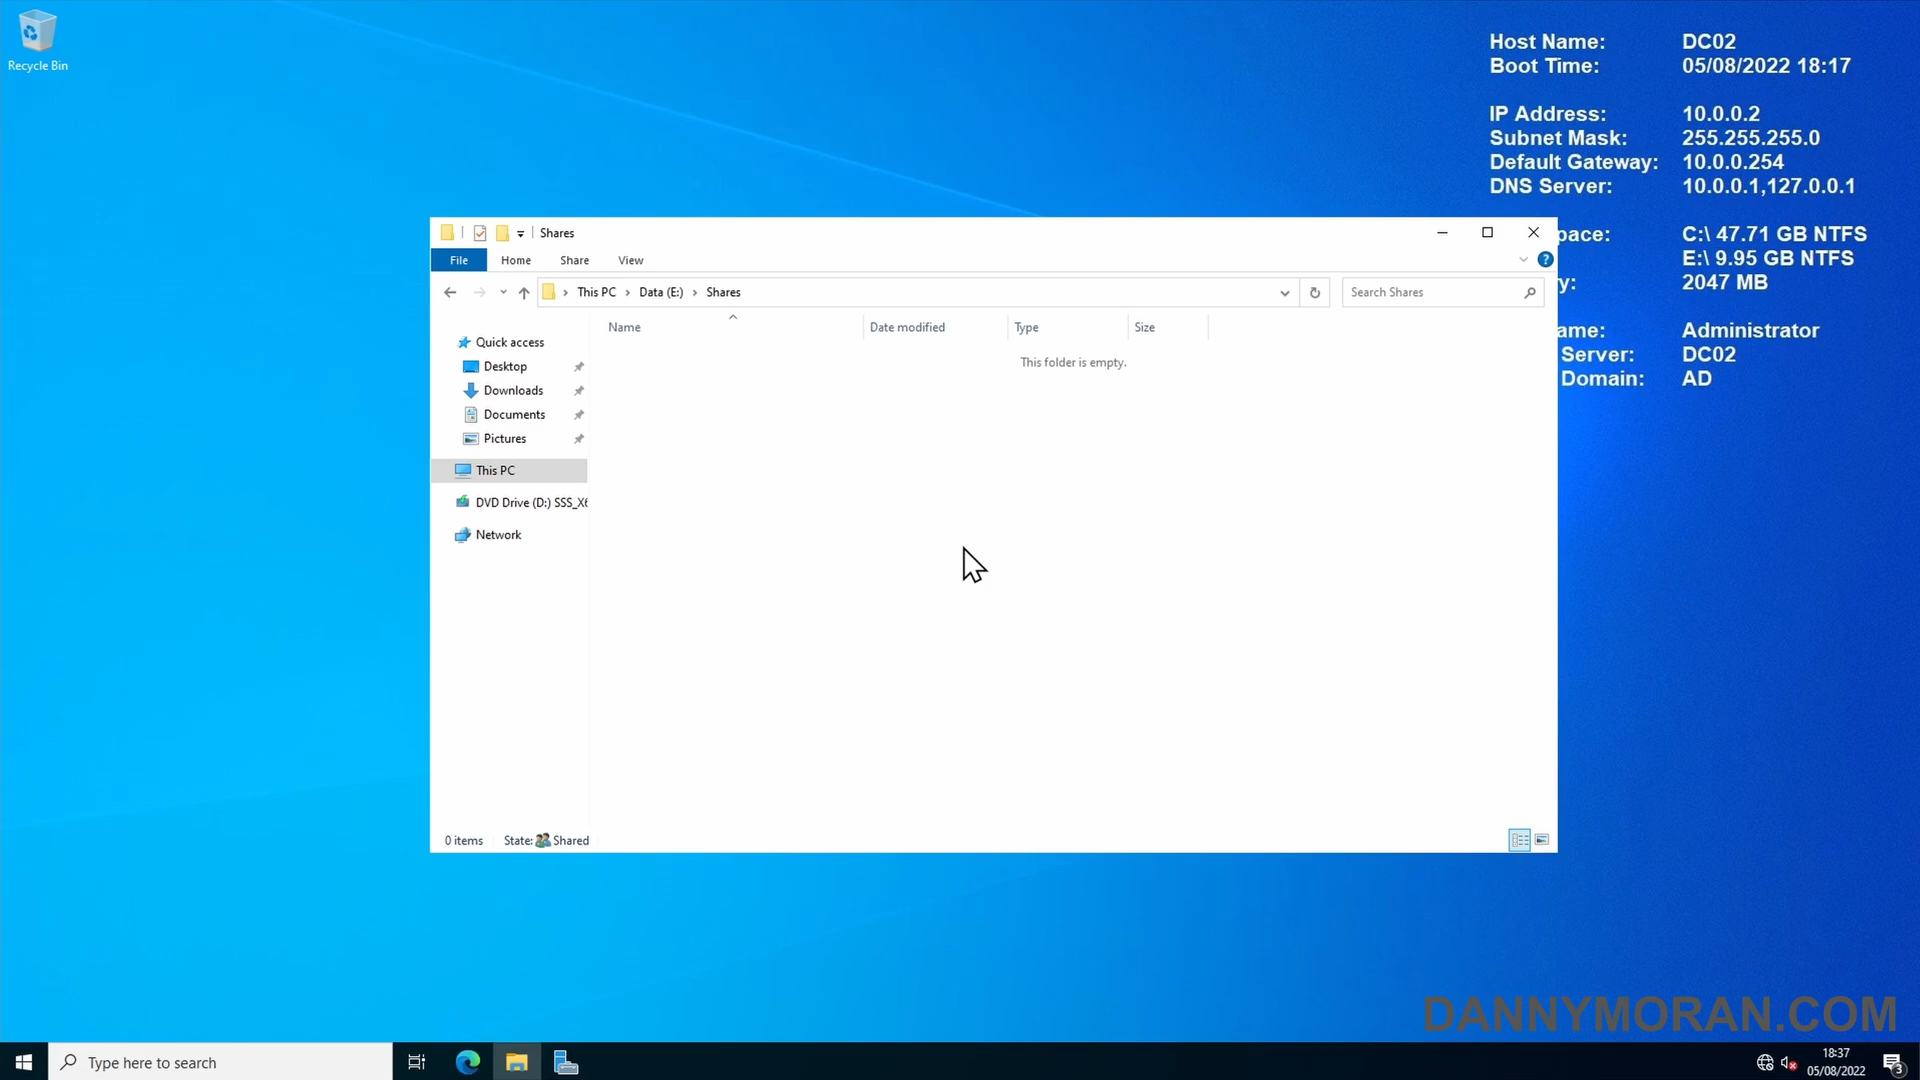 Recycle Bin
Host Name: DC02
Boot Time: 05/08/2022 18:17
IP Address: 10.0.0.2
Subnet Mask: 255.255.255.0
Default Gateway: 10.0.0.254
DNS Server: 10.0.0.1,127.0.0.1
pace: C:\ 47.71 GB NTFS
E:\ 9.95 GB NTFS
y: 2047 MB
ame: Administrator
Server: DC02
Domain: AD
Shares
File Home Share View
This PC Data (E:) Shares
Search Shares
Name Date modified Type Size
This folder is empty.
Quick access
Desktop
Downloads
Documents
Pictures
This PC
DVD Drive (D:) SSS_X6
Network
0 items State: Shared
DANNYMORAN.COM
Type here to search
18:37
05/08/2022
3